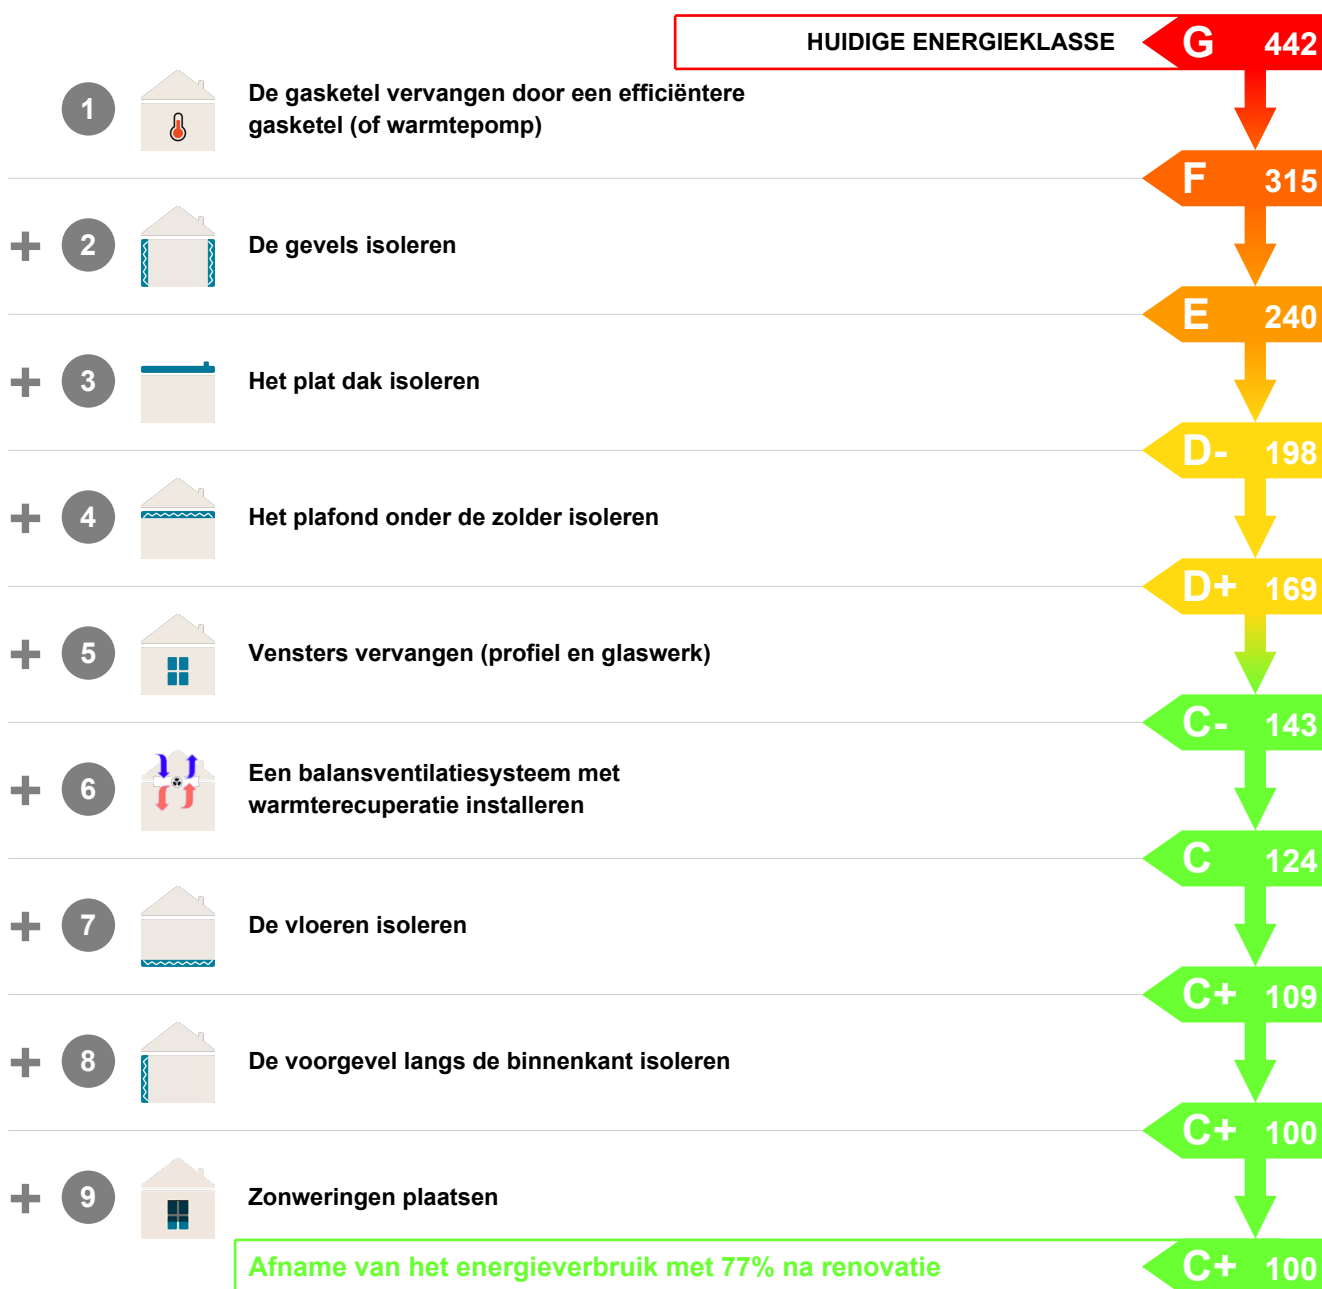 HUIDIGE ENERGIEKLASSE G 442
1 De gasketel vervangen door een efficiëntere
gasketel (of warmtepomp)
F 315
+ 2 De gevels isoleren
E 240
+ 3 Het plat dak isoleren
D- 198
+ 4 Het plafond onder de zolder isoleren
D+ 169
+ 5 Vensters vervangen (profiel en glaswerk)
C- 143
+ 6 Een balansventilatiesysteem met
warmterecuperatie installeren
C 124
+ 7 De vloeren isoleren
C+ 109
+ 8 De voorgevel langs de binnenkant isoleren
C+ 100
+ 9 Zonweringen plaatsen
Afname van het energieverbruik met 77% na renovatie C+ 100